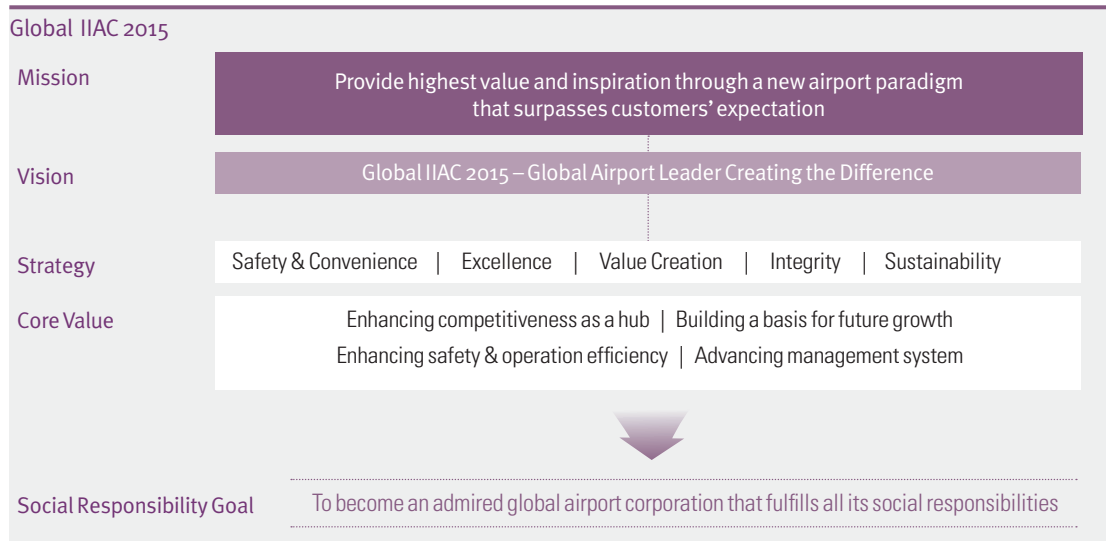 Global IIAC 2015
Mission
Provide highest value and inspiration through a new airport paradigm
that surpasses customers’ expectation
Vision
Global IIAC 2015 – Global Airport Leader Creating the Difference
Strategy
Safety & Convenience | Excellence | Value Creation | Integrity | Sustainability
Core Value
Enhancing competitiveness as a hub | Building a basis for future growth
Enhancing safety & operation efficiency | Advancing management system
Social Responsibility Goal
To become an admired global airport corporation that fulfills all its social responsibilities